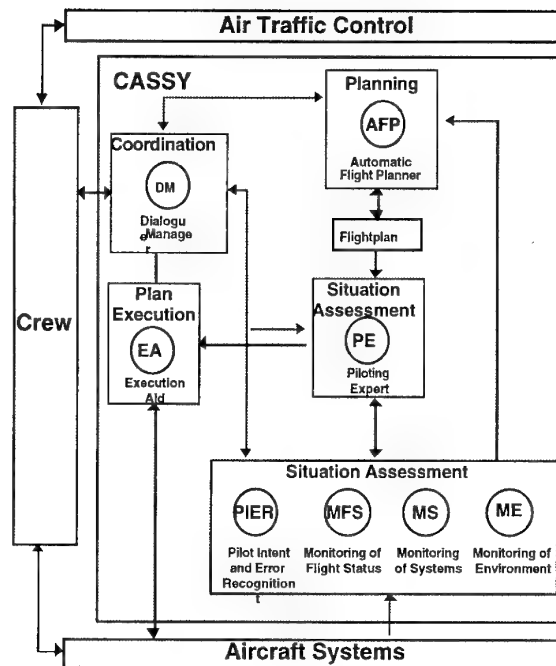 Air Traffic Control
CASSY
Planning
AFP
Automatic
Flight Planner
Coordination
DM
Dialogu
eManage
r
Flightplan
Plan
Execution
EA
Execution
Aid
Situation
Assessment
PE
Piloting
Expert
Crew
Situation Assessment
PIER
MFS
MS
ME
Pilot Intent
and Error
Recognition
t
Monitoring of
Flight Status
Monitoring
of Systems
Monitoring of
Environment
Aircraft Systems